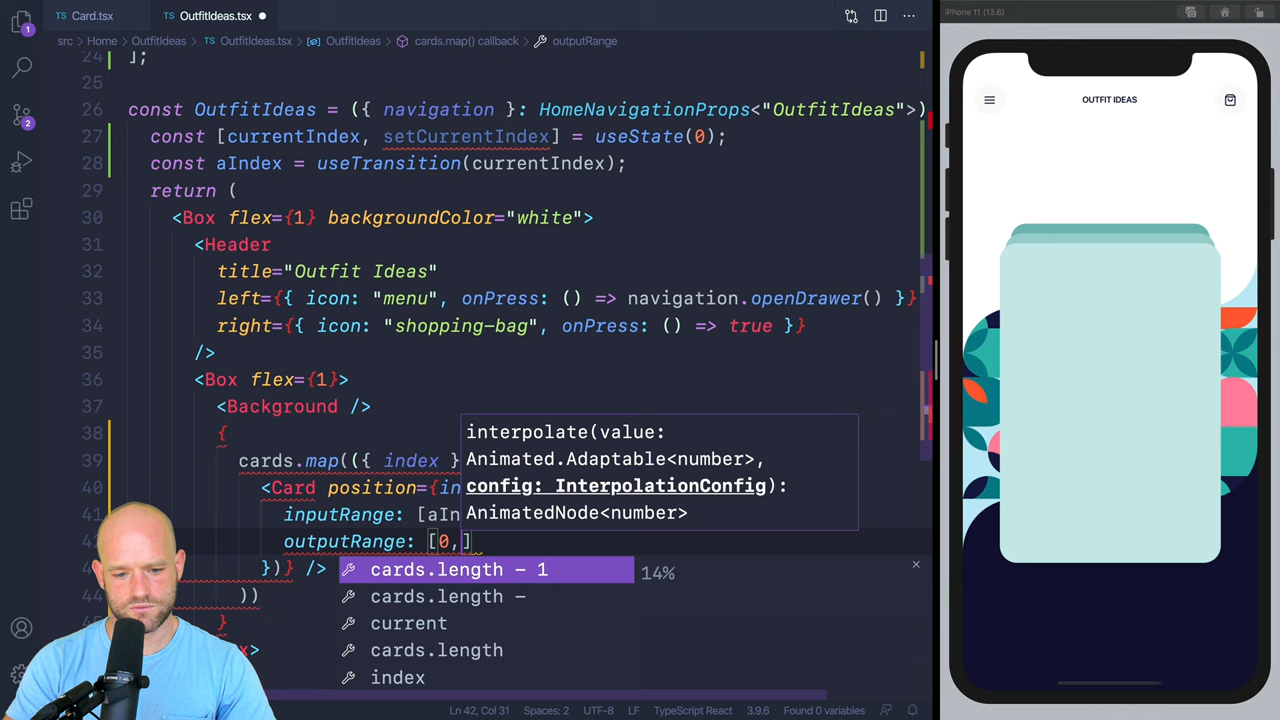 Card.tsx
OutfitIdeas.tsx
1
src > Home > OutfitIdeas > OutfitIdeas.tsx > OutfitIdeas > cards.map() callback > outputRange
24 ];
25
26 const OutfitIdeas = ({ navigation }: HomeNavigationProps<"OutfitIdeas">)
27 const [currentIndex, setCurrentIndex] = useState(0);
28 const aIndex = useTransition(currentIndex);
29 return (
30 <Box flex={1} backgroundColor="white">
31 <Header
32 title="Outfit Ideas"
33 left={{ icon: "menu", onPress: () => navigation.openDrawer() }}
34 right={{ icon: "shopping-bag", onPress: () => true }}
35 />
36 <Box flex={1}>
37 <Background />
38 {
39 cards.map(({ index }
40 <Card position={in
41 inputRange: [aIn
outputRange: [0,]
})} />
))
}
x>
2
interpolate(value:
Animated.Adaptable<number>,
config: InterpolationConfig):
AnimatedNode<number>
cards.length - 1 14%
cards.length -
current
cards.length
index
Ln 42, Col 31 Spaces: 2 UTF-8 LF TypeScript React 3.9.6 Found 0 variables
iPhone 11 (13.6)
OUTFIT IDEAS